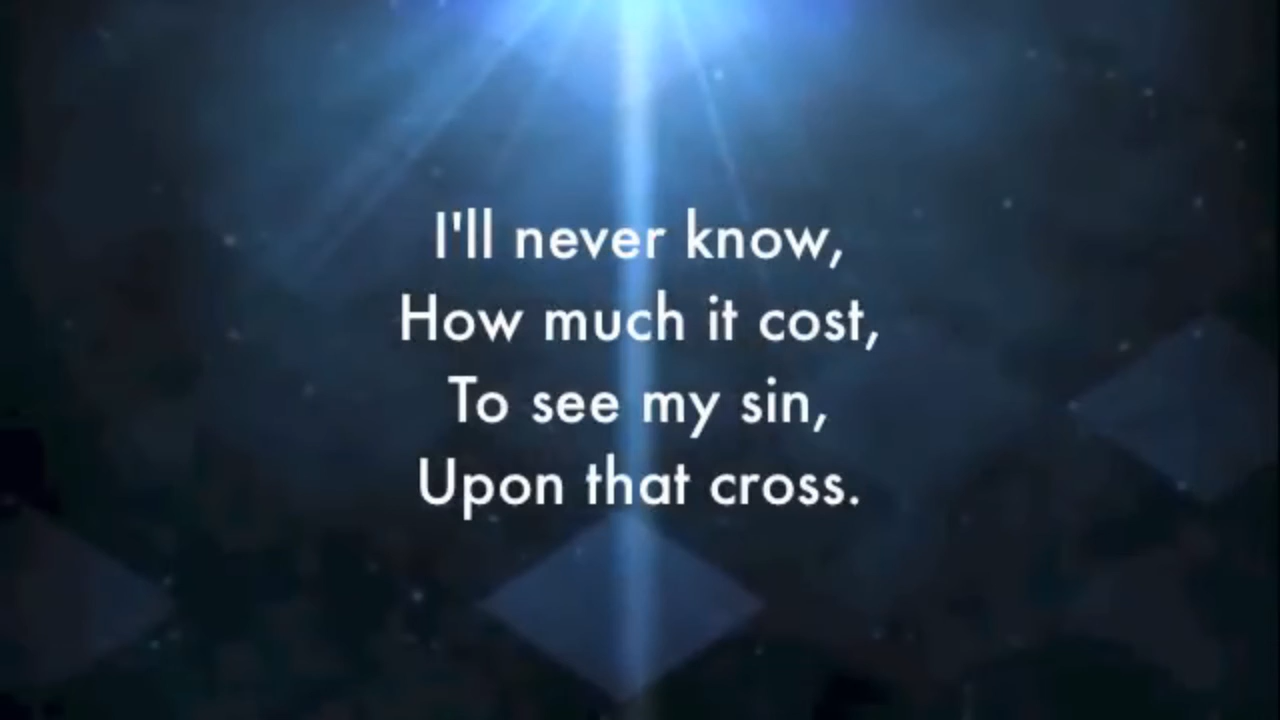 I'll never know,
How much it cost,
To see my sin,
Upon that cross.